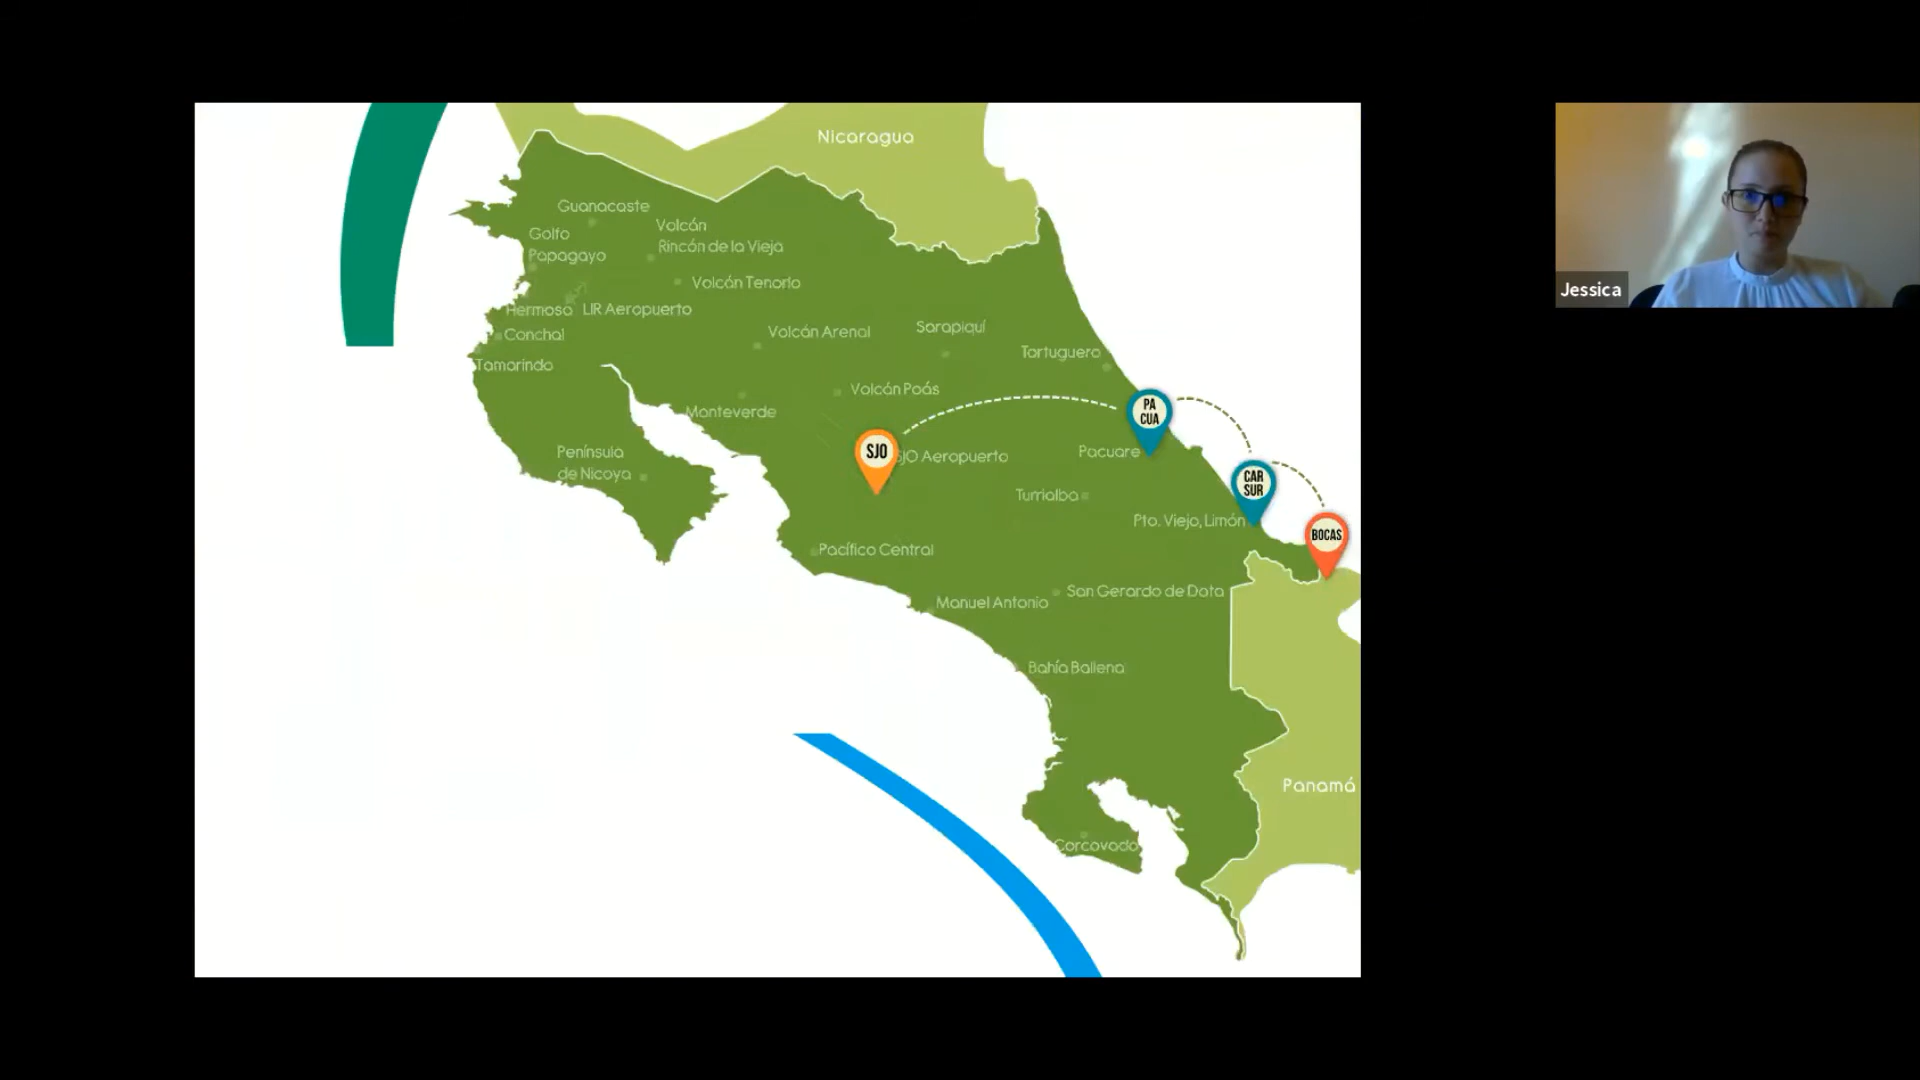 Nicaragua
Guanacaste
Volcán
Rincón de la Vieja
Golfo
Papagayo
Volcán Tenorio
Hermoso
LIR Aeropuerto
Conchal
Volcán Arenal
Sarapiquí
Tortuguero
Tamarindo
Volcán Poás
Monteverde
PA
CUA
SJO
SJO Aeropuerto
Pacuare
Península
de Nicoya
CAR
SUR
Turrialba
Pto. Viejo, Limón
BOCAS
Pacífico Central
San Gerardo de Dota
Manuel Antonio
Bahía Ballena
Panamá
Corcovado
Jessica